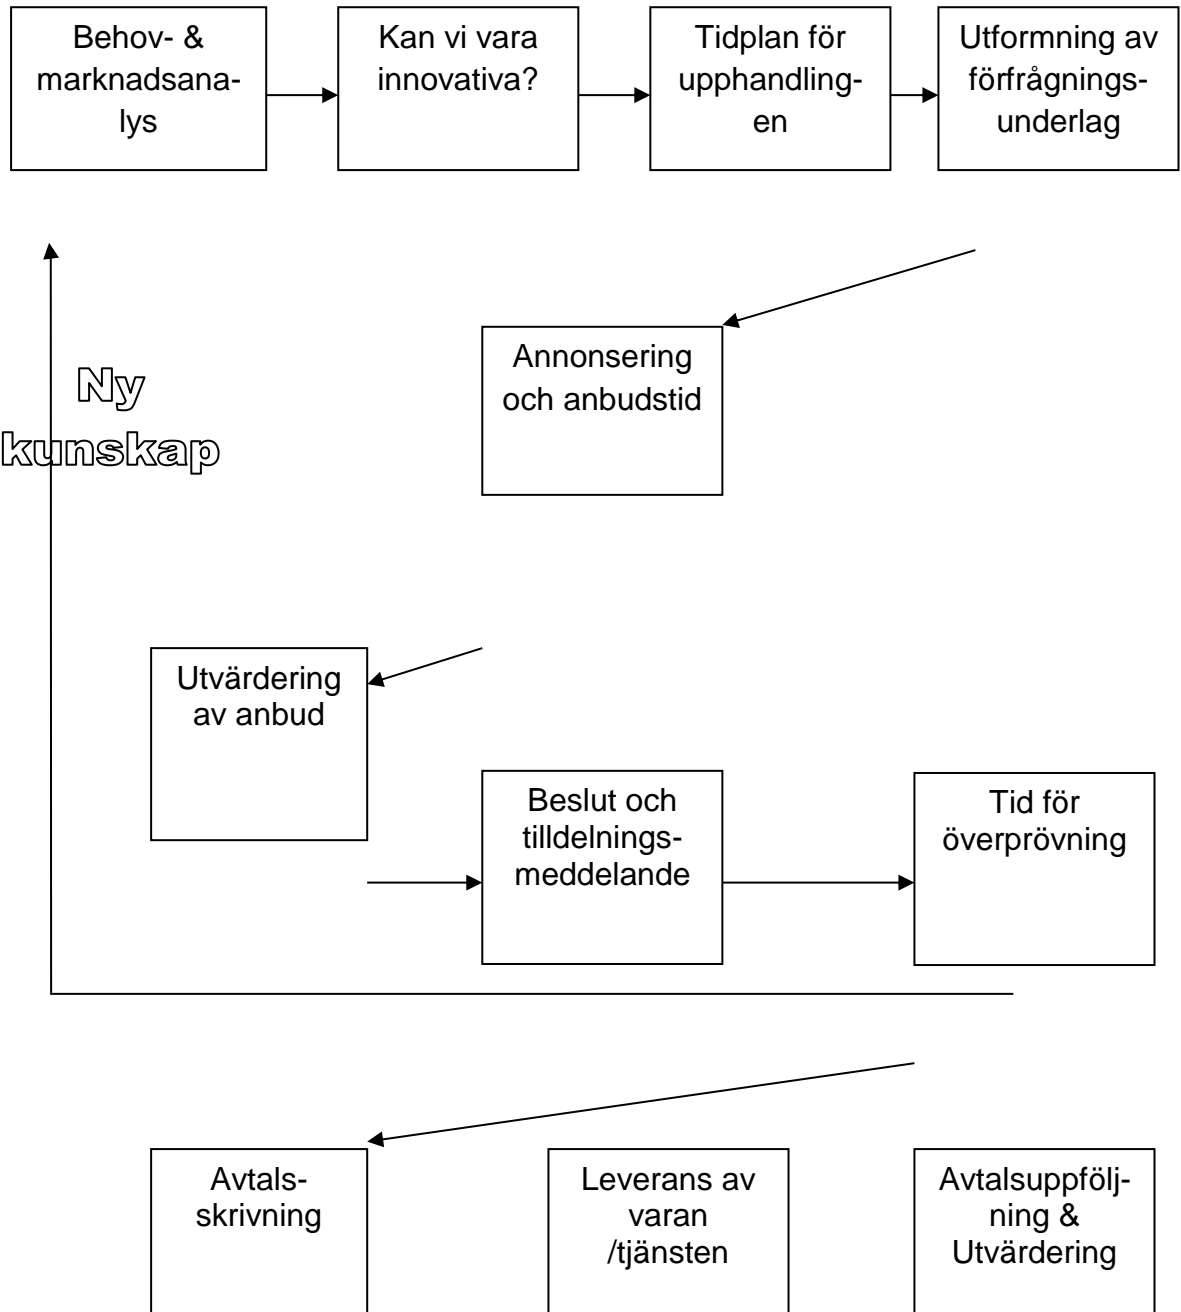 Behov- &
marknadsana-
lys
Kan vi vara
innovativa?
Tidplan för
upphandling-
en
Utformning av
förfrågnings-
underlag
Annonsering
och anbudstid
Ny
kunskap
Utvärdering
av anbud
Beslut och
tilldelnings-
meddelande
Tid för
överprövning
Avtals-
skrivning
Leverans av
varan
/tjänsten
Avtalsuppfölj-
ning &
Utvärdering